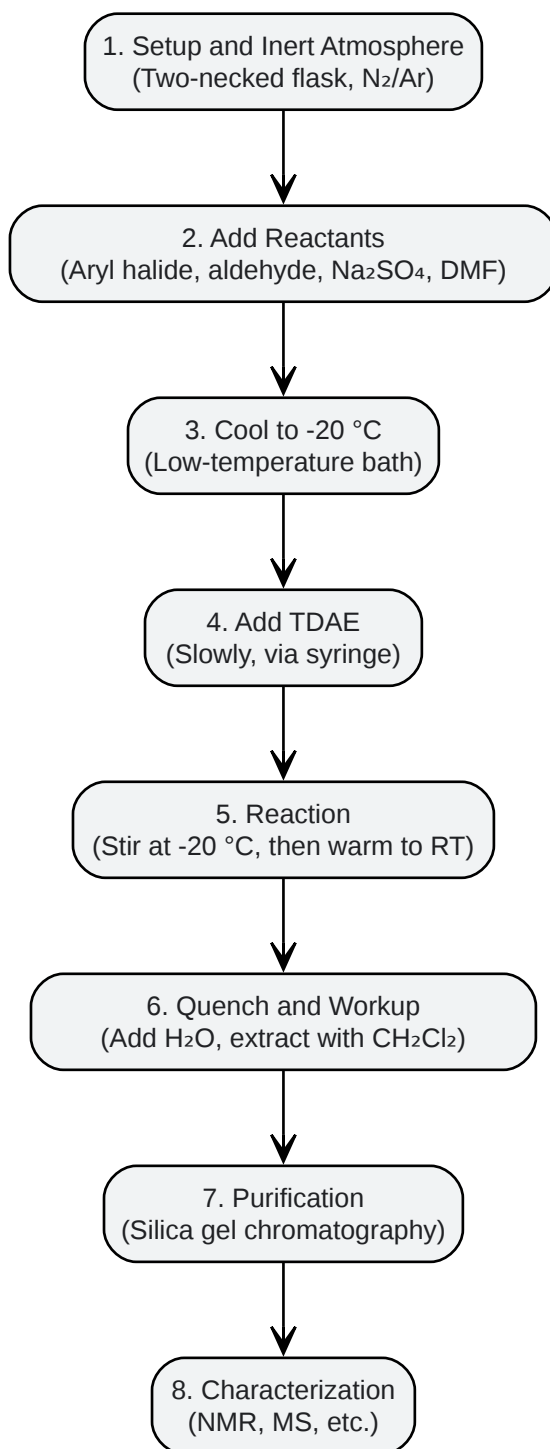 1. Setup and Inert Atmosphere
(Two-necked flask, N₂/Ar)
2. Add Reactants
(Aryl halide, aldehyde, Na₂SO₄, DMF)
3. Cool to -20 °C
(Low-temperature bath)
4. Add TDAE
(Slowly, via syringe)
5. Reaction
(Stir at -20 °C, then warm to RT)
6. Quench and Workup
(Add H₂O, extract with CH₂Cl₂)
7. Purification
(Silica gel chromatography)
8. Characterization
(NMR, MS, etc.)